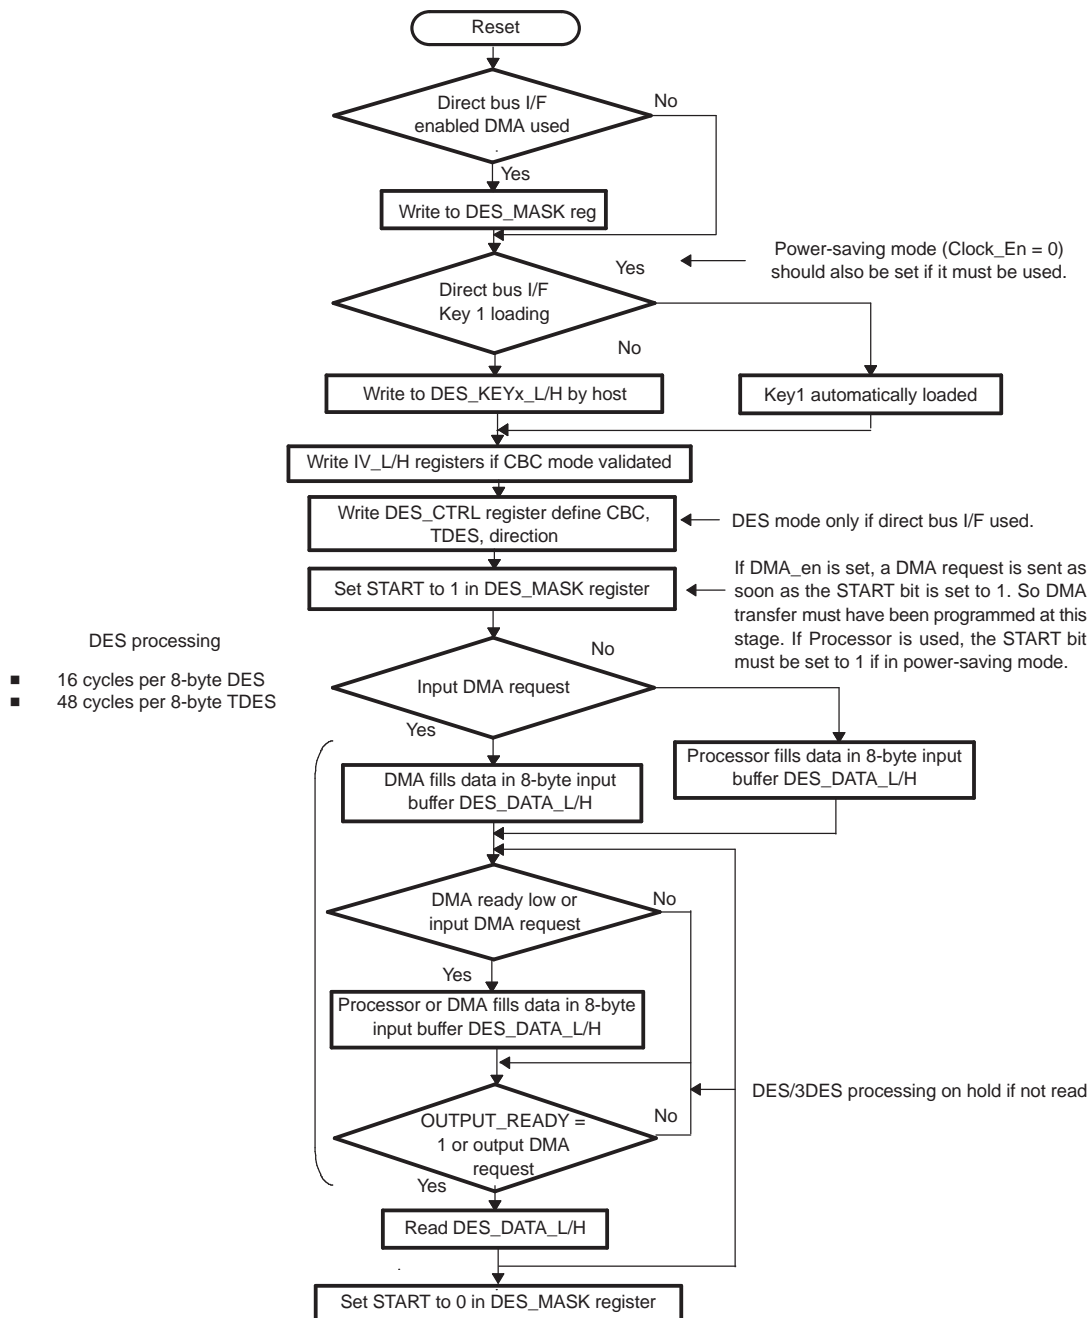 Reset
Direct bus I/F
enabled DMA used
No
Yes
Write to DES_MASK reg
Power-saving mode (Clock_En = 0)
should also be set if it must be used.
Yes
Direct bus I/F
Key 1 loading
No
Write to DES_KEYx_L/H by host
Key1 automatically loaded
Write IV_L/H registers if CBC mode validated
Write DES_CTRL register define CBC,
TDES, direction
DES mode only if direct bus I/F used.
Set START to 1 in DES_MASK register
If DMA_en is set, a DMA request is sent as
soon as the START bit is set to 1. So DMA
transfer must have been programmed at this
stage. If Processor is used, the START bit
must be set to 1 if in power-saving mode.
DES processing
■ 16 cycles per 8-byte DES
■ 48 cycles per 8-byte TDES
No
Input DMA request
Yes
Processor fills data in 8-byte input
buffer DES_DATA_L/H
DMA fills data in 8-byte input
buffer DES_DATA_L/H
No
DMA ready low or
input DMA request
Yes
Processor or DMA fills data in 8-byte
input buffer DES_DATA_L/H
DES/3DES processing on hold if not read
OUTPUT_READY =
1 or output DMA
request
No
Yes
Read DES_DATA_L/H
Set START to 0 in DES_MASK register